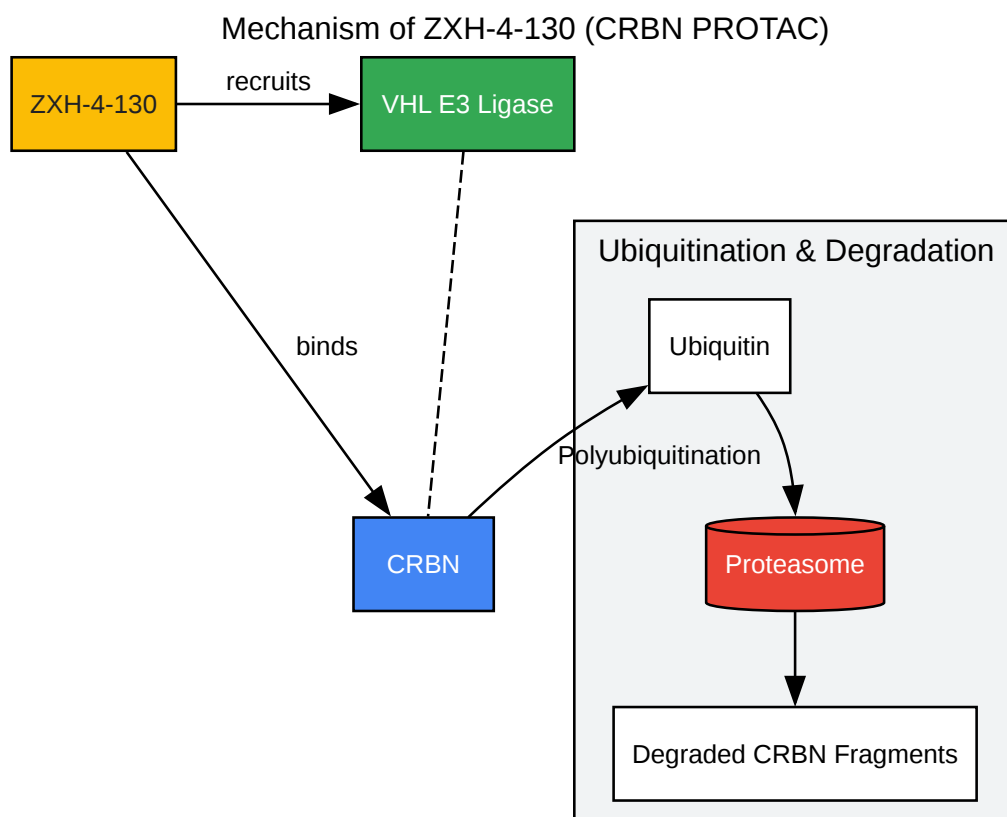 Mechanism of ZXH-4-130 (CRBN PROTAC)
ZXH-4-130
recruits
VHL E3 Ligase
binds
CRBN
Ubiquitination & Degradation
Ubiquitin
Polyubiquitination
Proteasome
Degraded CRBN Fragments